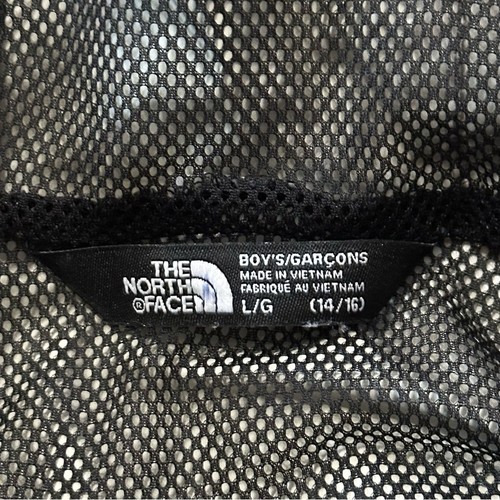 THE
NORTH
®FACE
BOY'S/GARÇONS
MADE IN VIETNAM
FABRIQUÉ AU VIETNAM
L/G (14/16)